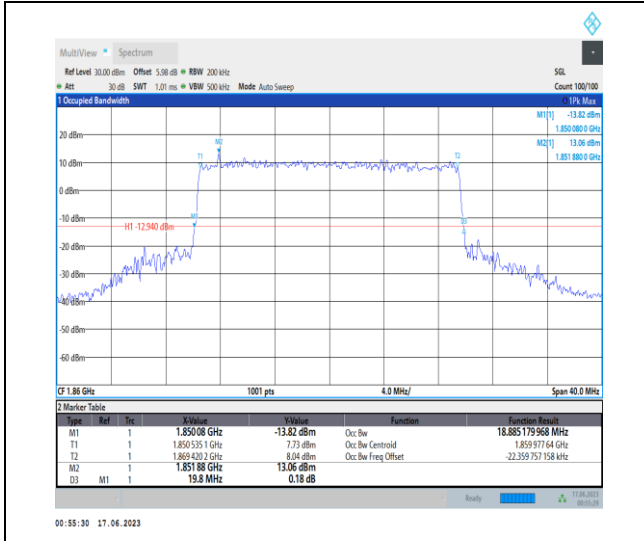 MultiView Spectrum
Ref Level 30.00 dBm Offset 5.98 dB RBW 200 kHz SGL
Att 30 dB SWT 1.01 ms VBW 500 kHz Mode Auto Sweep Count 100/100
1 Occupied Bandwidth 1Pk Max
M1[1] -13.82 dBm
1.850 080 0 GHz
M2[1] 13.06 dBm
1.851 880 0 GHz
20 dBm
M2
T1 T2
10 dBm
0 dBm
-10 dBm
M1 D3
H1 -12.940 dBm
-20 dBm
-30 dBm
-40 dBm
-50 dBm
-60 dBm
CF 1.86 GHz 1001 pts 4.0 MHz/ Span 40.0 MHz
2 Marker Table
Type Ref Trc X-Value Y-Value Function Function Result
M1 1 1.85008 GHz -13.82 dBm Occ Bw 18.885 179 968 MHz
T1 1 1.850 535 1 GHz 7.73 dBm Occ Bw Centroid 1.859 977 64 GHz
T2 1 1.869 420 2 GHz 8.04 dBm Occ Bw Freq Offset -22.359 757 158 kHz
M2 1 1.85188 GHz 13.06 dBm
D3 M1 1 19.8 MHz 0.18 dB
Ready 17.06.2023
00:55:29
00:55:30 17.06.2023